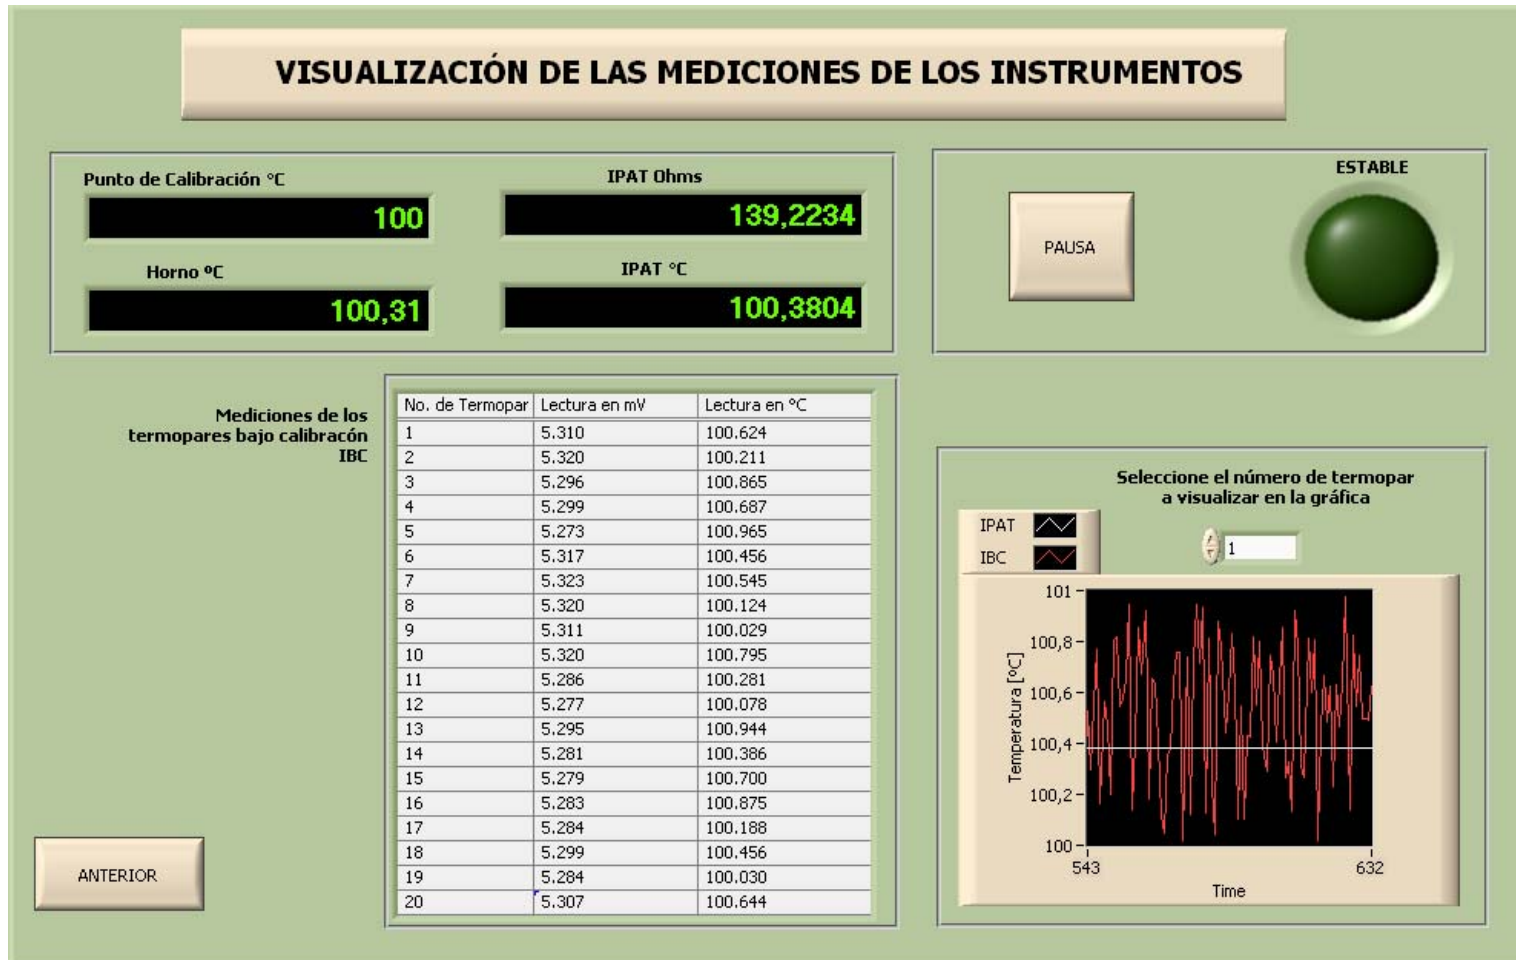 VISUALIZACIÓN DE LAS MEDICIONES DE LOS INSTRUMENTOS
Punto de Calibración °C
100
IPAT Ohms
139,2234
Horno ºC
100,31
IPAT °C
100,3804
PAUSA
ESTABLE
Mediciones de los
termopares bajo calibracón
IBC
No. de Termopar Lectura en mV Lectura en ºC
1 5.310 100.624
2 5.320 100.211
3 5.296 100.865
4 5.299 100.687
5 5.273 100.965
6 5.317 100.456
7 5.323 100.545
8 5.320 100.124
9 5.311 100.029
10 5.320 100.795
11 5.286 100.281
12 5.277 100.078
13 5.295 100.944
14 5.281 100.386
15 5.279 100.700
16 5.283 100.875
17 5.284 100.188
18 5.299 100.456
19 5.284 100.030
20 5.307 100.644
Seleccione el número de termopar
a visualizar en la gráfica
IPAT
IBC
1
Temperatura [ºC]
101
100,8
100,6
100,4
100,2
100
543 632
Time
ANTERIOR